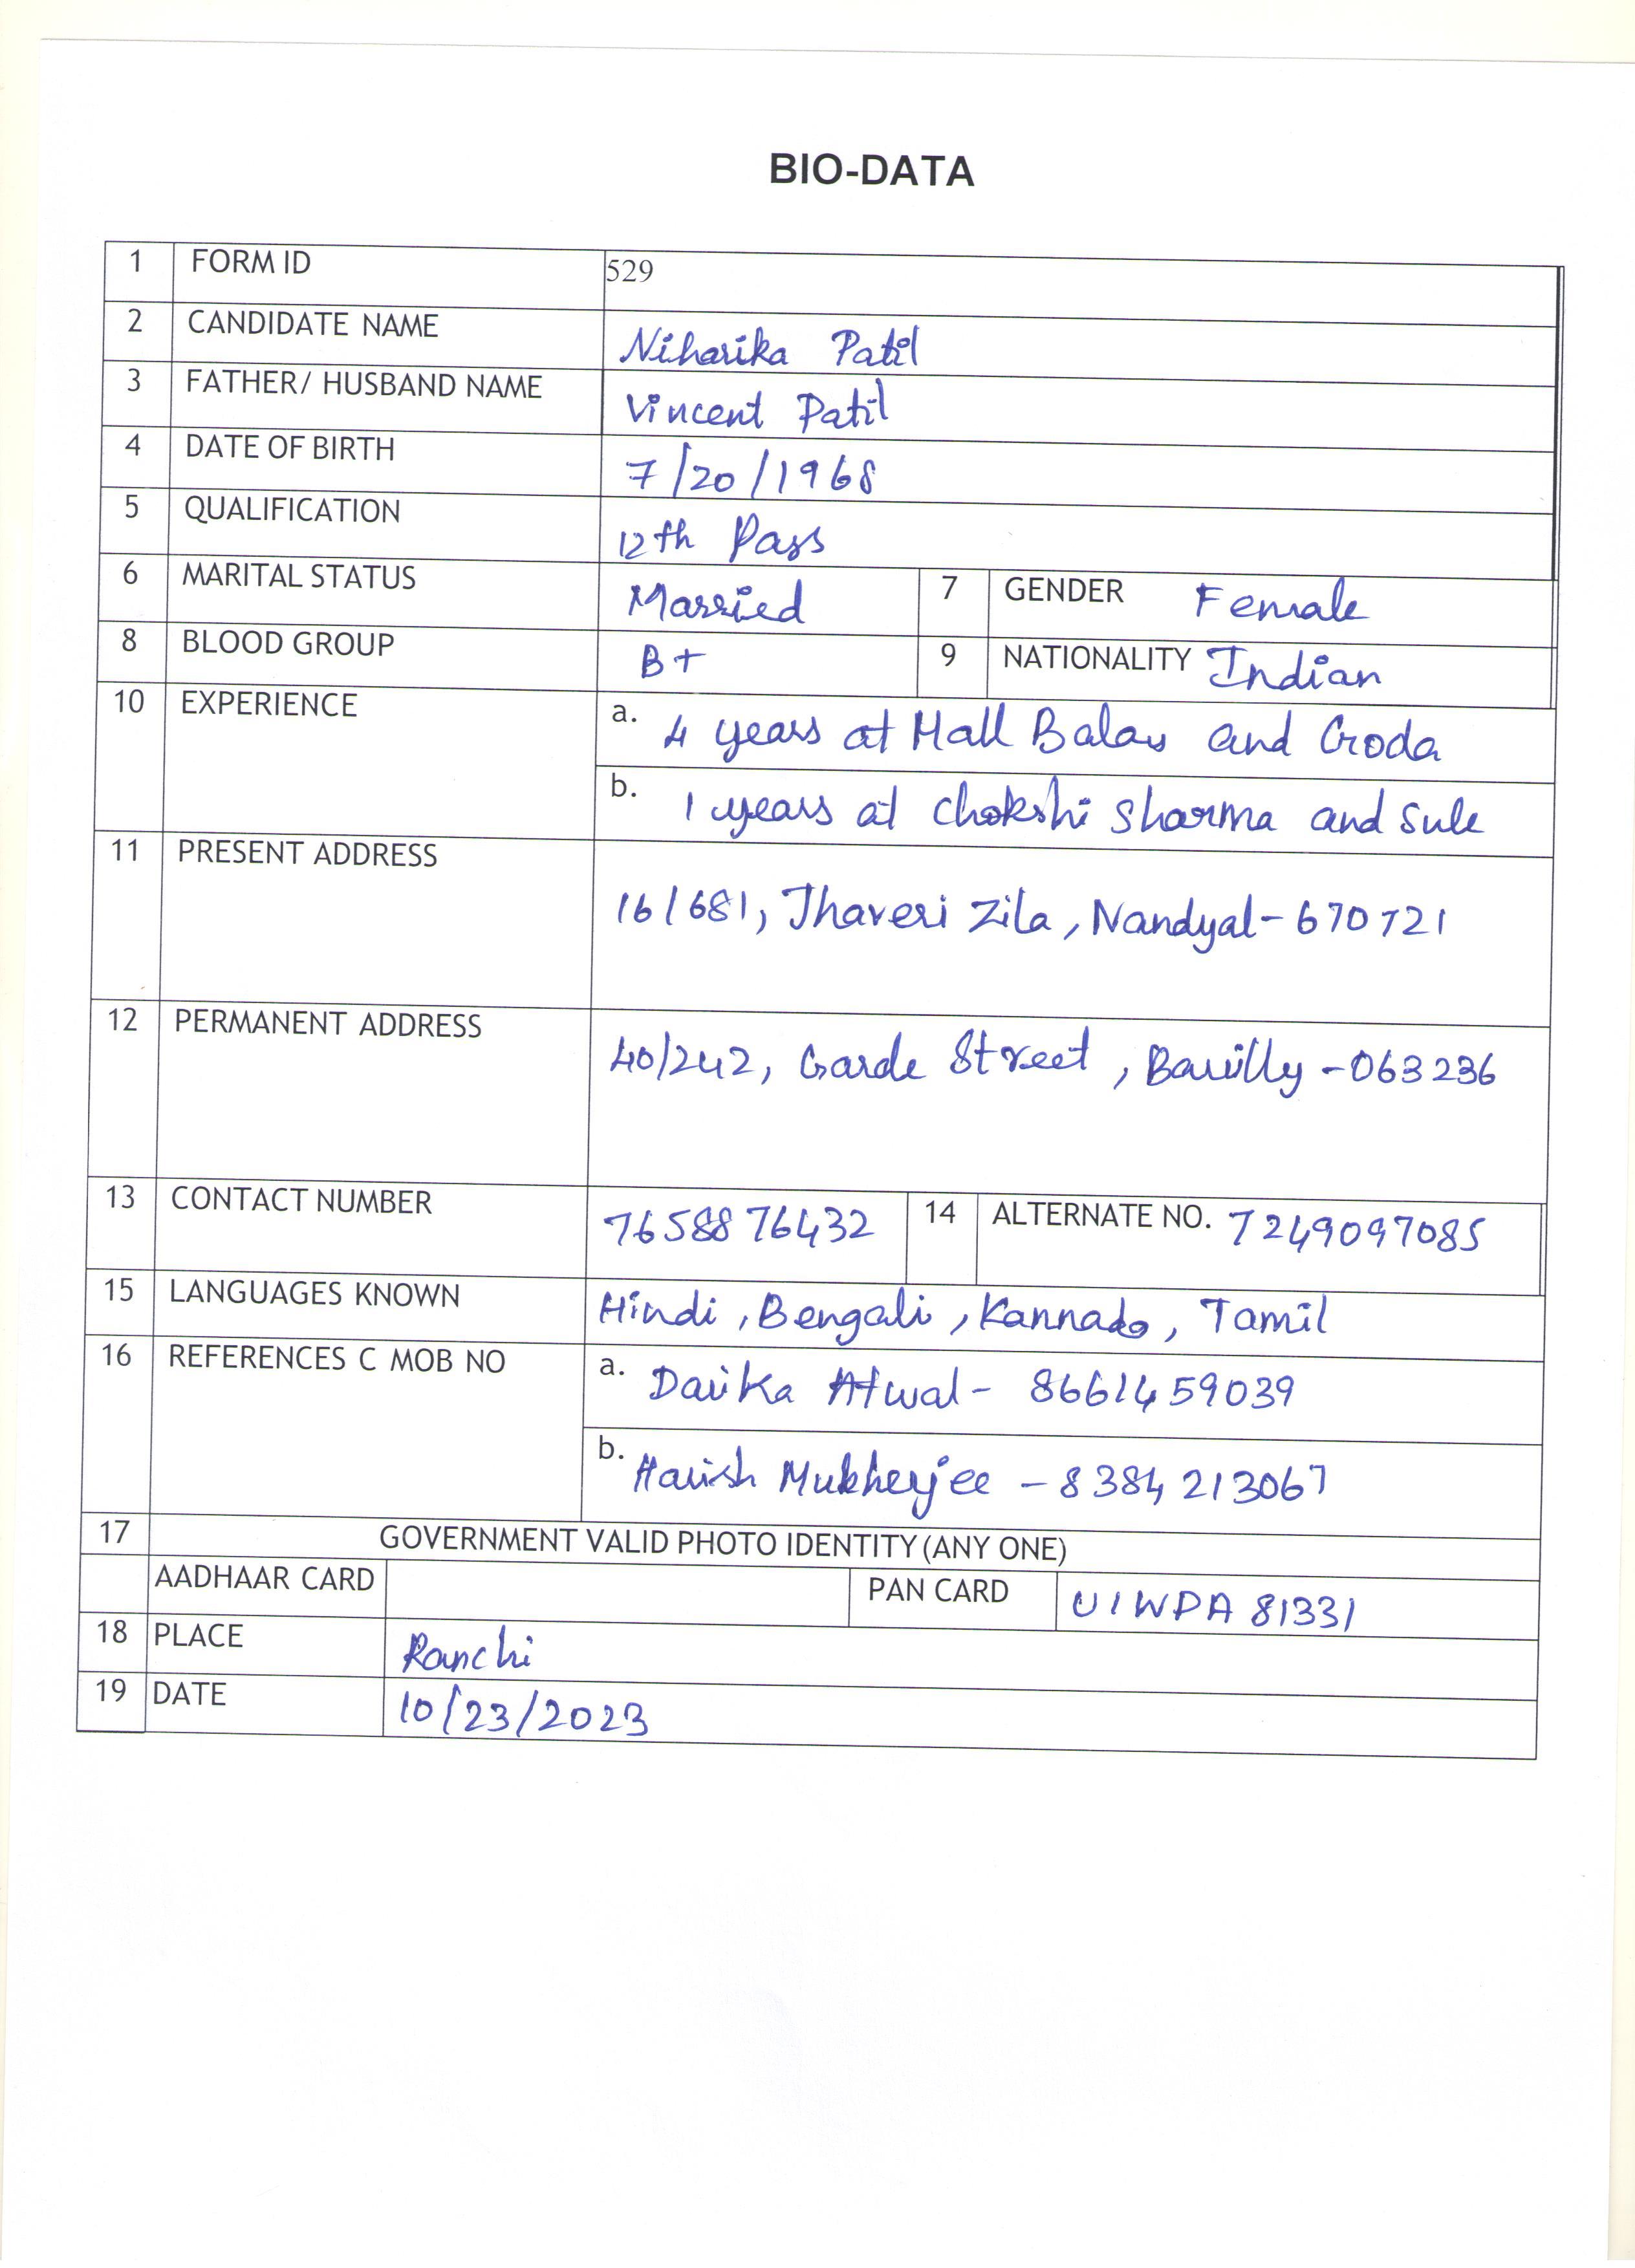 BIO-DATA
1 FORM ID 529
2 CANDIDATE NAME Niharika Patil
3 FATHER/ HUSBAND NAME Vincent Patil
4 DATE OF BIRTH 7/20/1968
5 QUALIFICATION 12th Pass
6 MARITAL STATUS Married 7 GENDER Female
8 BLOOD GROUP B+ 9 NATIONALITY Indian
10 EXPERIENCE a. 4 years at Mall Balay and Goda
b. 1 years at Chokshi Sharma and Sule
11 PRESENT ADDRESS
16/681, Jhaveri Zila, Nandyal-670721
12 PERMANENT ADDRESS
40/242, Garde Street, -063236
13 CONTACT NUMBER 7658876432 14 ALTERNATE NO. 7249097085
15 LANGUAGES KNOWN Hindi, Bengali, Kannada, Tamil
16 REFERENCES C MOB NO a. Darika Atwal- 8661459039
b. Harish Mukherjee -8384213067
17 GOVERNMENT VALID PHOTO IDENTITY (ANY ONE)
AADHAAR CARD PAN CARD UIWPA 81331
18 PLACE Ranchi
19 DATE 10/23/2023